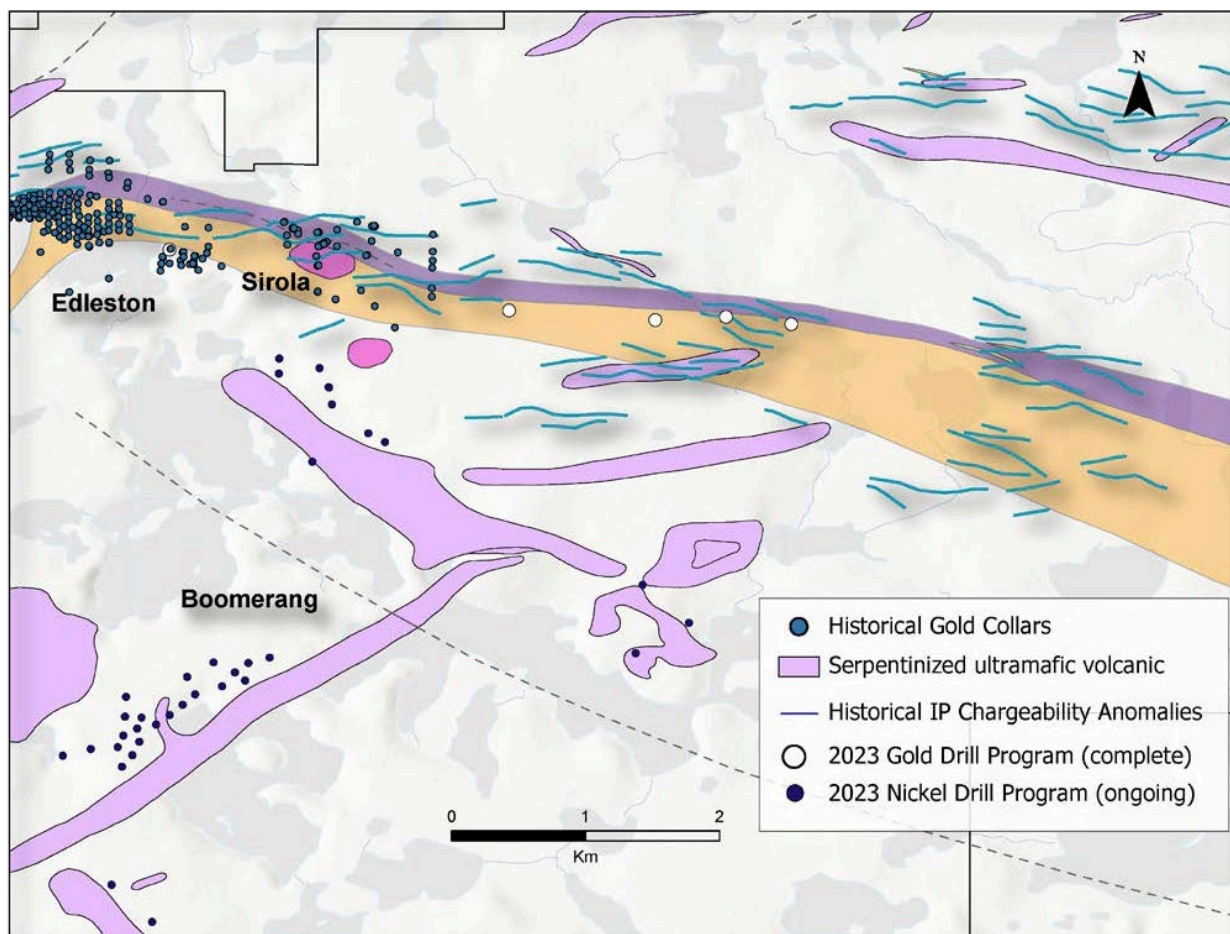 N
Sirola
Edleston
Boomerang
Historical Gold Collars
Serpentinized ultramafic volcanic
Historical IP Chargeability Anomalies
2023 Gold Drill Program (complete)
2023 Nickel Drill Program (ongoing)
0 1 2
Km